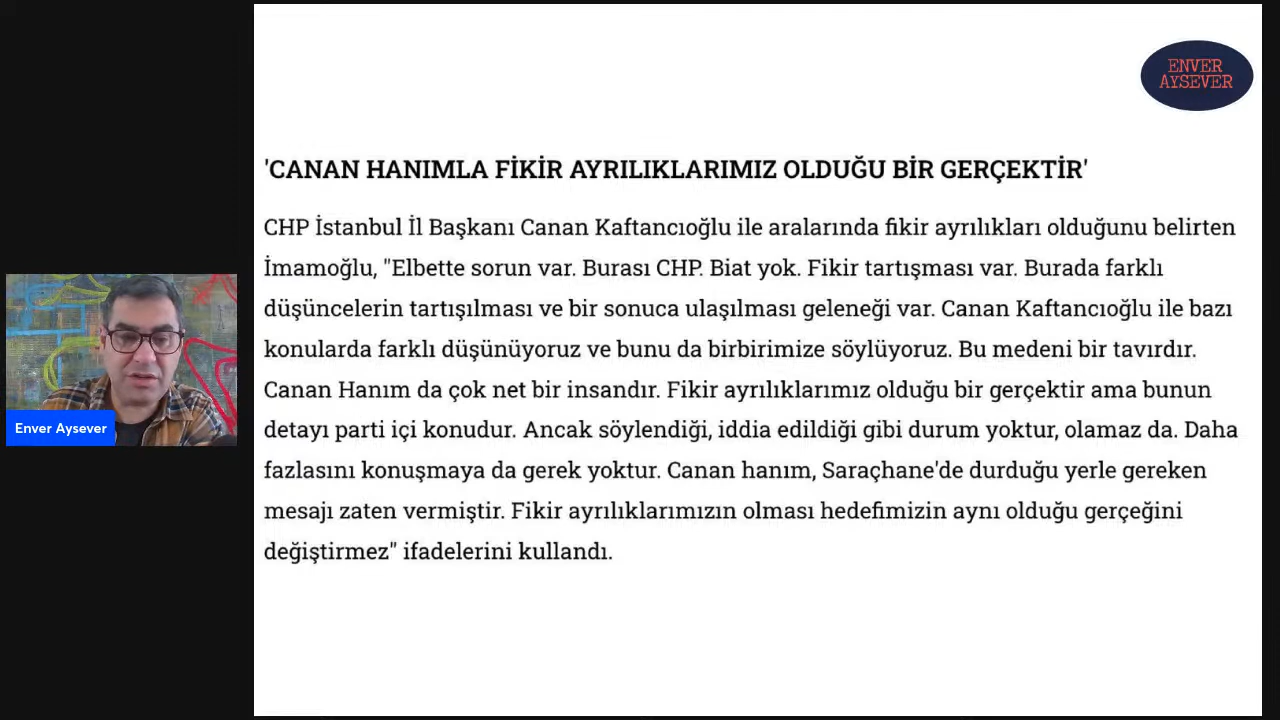 ENVER
AYSEVER
'CANAN HANIMLA FİKİR AYRILIKLARIMIZ OLDUĞU BİR GERÇEKTİR'
CHP İstanbul İl Başkanı Canan Kaftancıoğlu ile aralarında fikir ayrılıkları olduğunu belirten
İmamoğlu, "Elbette sorun var. Burası CHP. Biat yok. Fikir tartışması var. Burada farklı
düşüncelerin tartışılması ve bir sonuca ulaşılması geleneği var. Canan Kaftancıoğlu ile bazı
konularda farklı düşünüyoruz ve bunu da birbirimize söylüyoruz. Bu medeni bir tavırdır.
Canan Hanım da çok net bir insandır. Fikir ayrılıklarımız olduğu bir gerçektir ama bunun
detayı parti içi konudur. Ancak söylendiği, iddia edildiği gibi durum yoktur, olamaz da. Daha
fazlasını konuşmaya da gerek yoktur. Canan hanım, Saraçhane'de durduğu yerle gereken
mesajı zaten vermiştir. Fikir ayrılıklarımızın olması hedefimizin aynı olduğu gerçeğini
değiştirmez" ifadelerini kullandı.
Enver Aysever